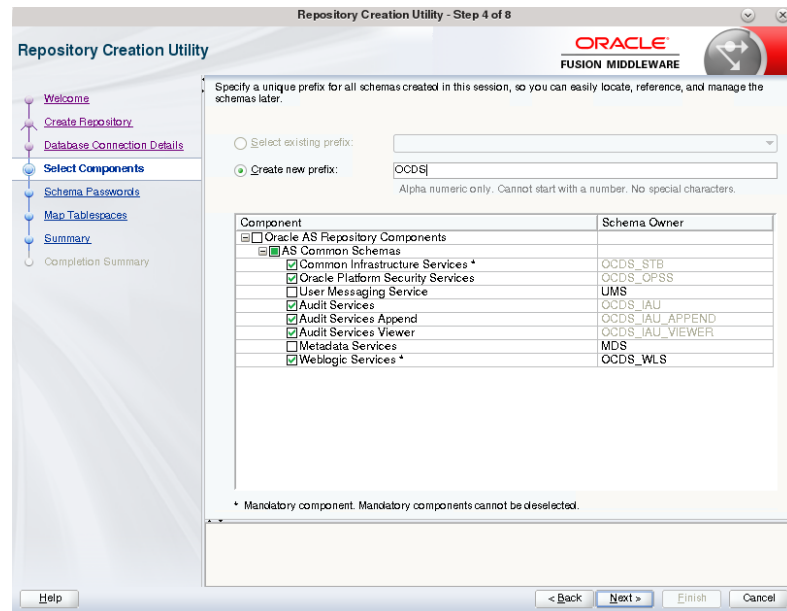 Repository Creation Utility - Step 4 of 8
Repository Creation Utility
ORACLE
FUSION MIDDLEWARE
Welcome
Create Repository
Database Connection Details
Select Components
Schema Passwords
Map Tablespaces
Summary
Completion Summary
Specify a unique prefix for all schemas created in this session, so you can easily locate, reference, and manage the
schemas later.
Select existing prefix:
Create new prefix: OCDS
Alpha numeric only. Cannot start with a number. No special characters.
Component Schema Owner
Oracle AS Repository Components
AS Common Schemas
Common Infrastructure Services * OCDS_STB
Oracle Platform Security Services OCDS_OPSS
User Messaging Service UMS
Audit Services OCDS_IAU
Audit Services Append OCDS_IAU_APPEND
Audit Services Viewer OCDS_IAU_VIEWER
Metadata Services MDS
Weblogic Services * OCDS_WLS
* Mandatory component. Mandatory components cannot be deselected.
Help < Back Next > Finish Cancel